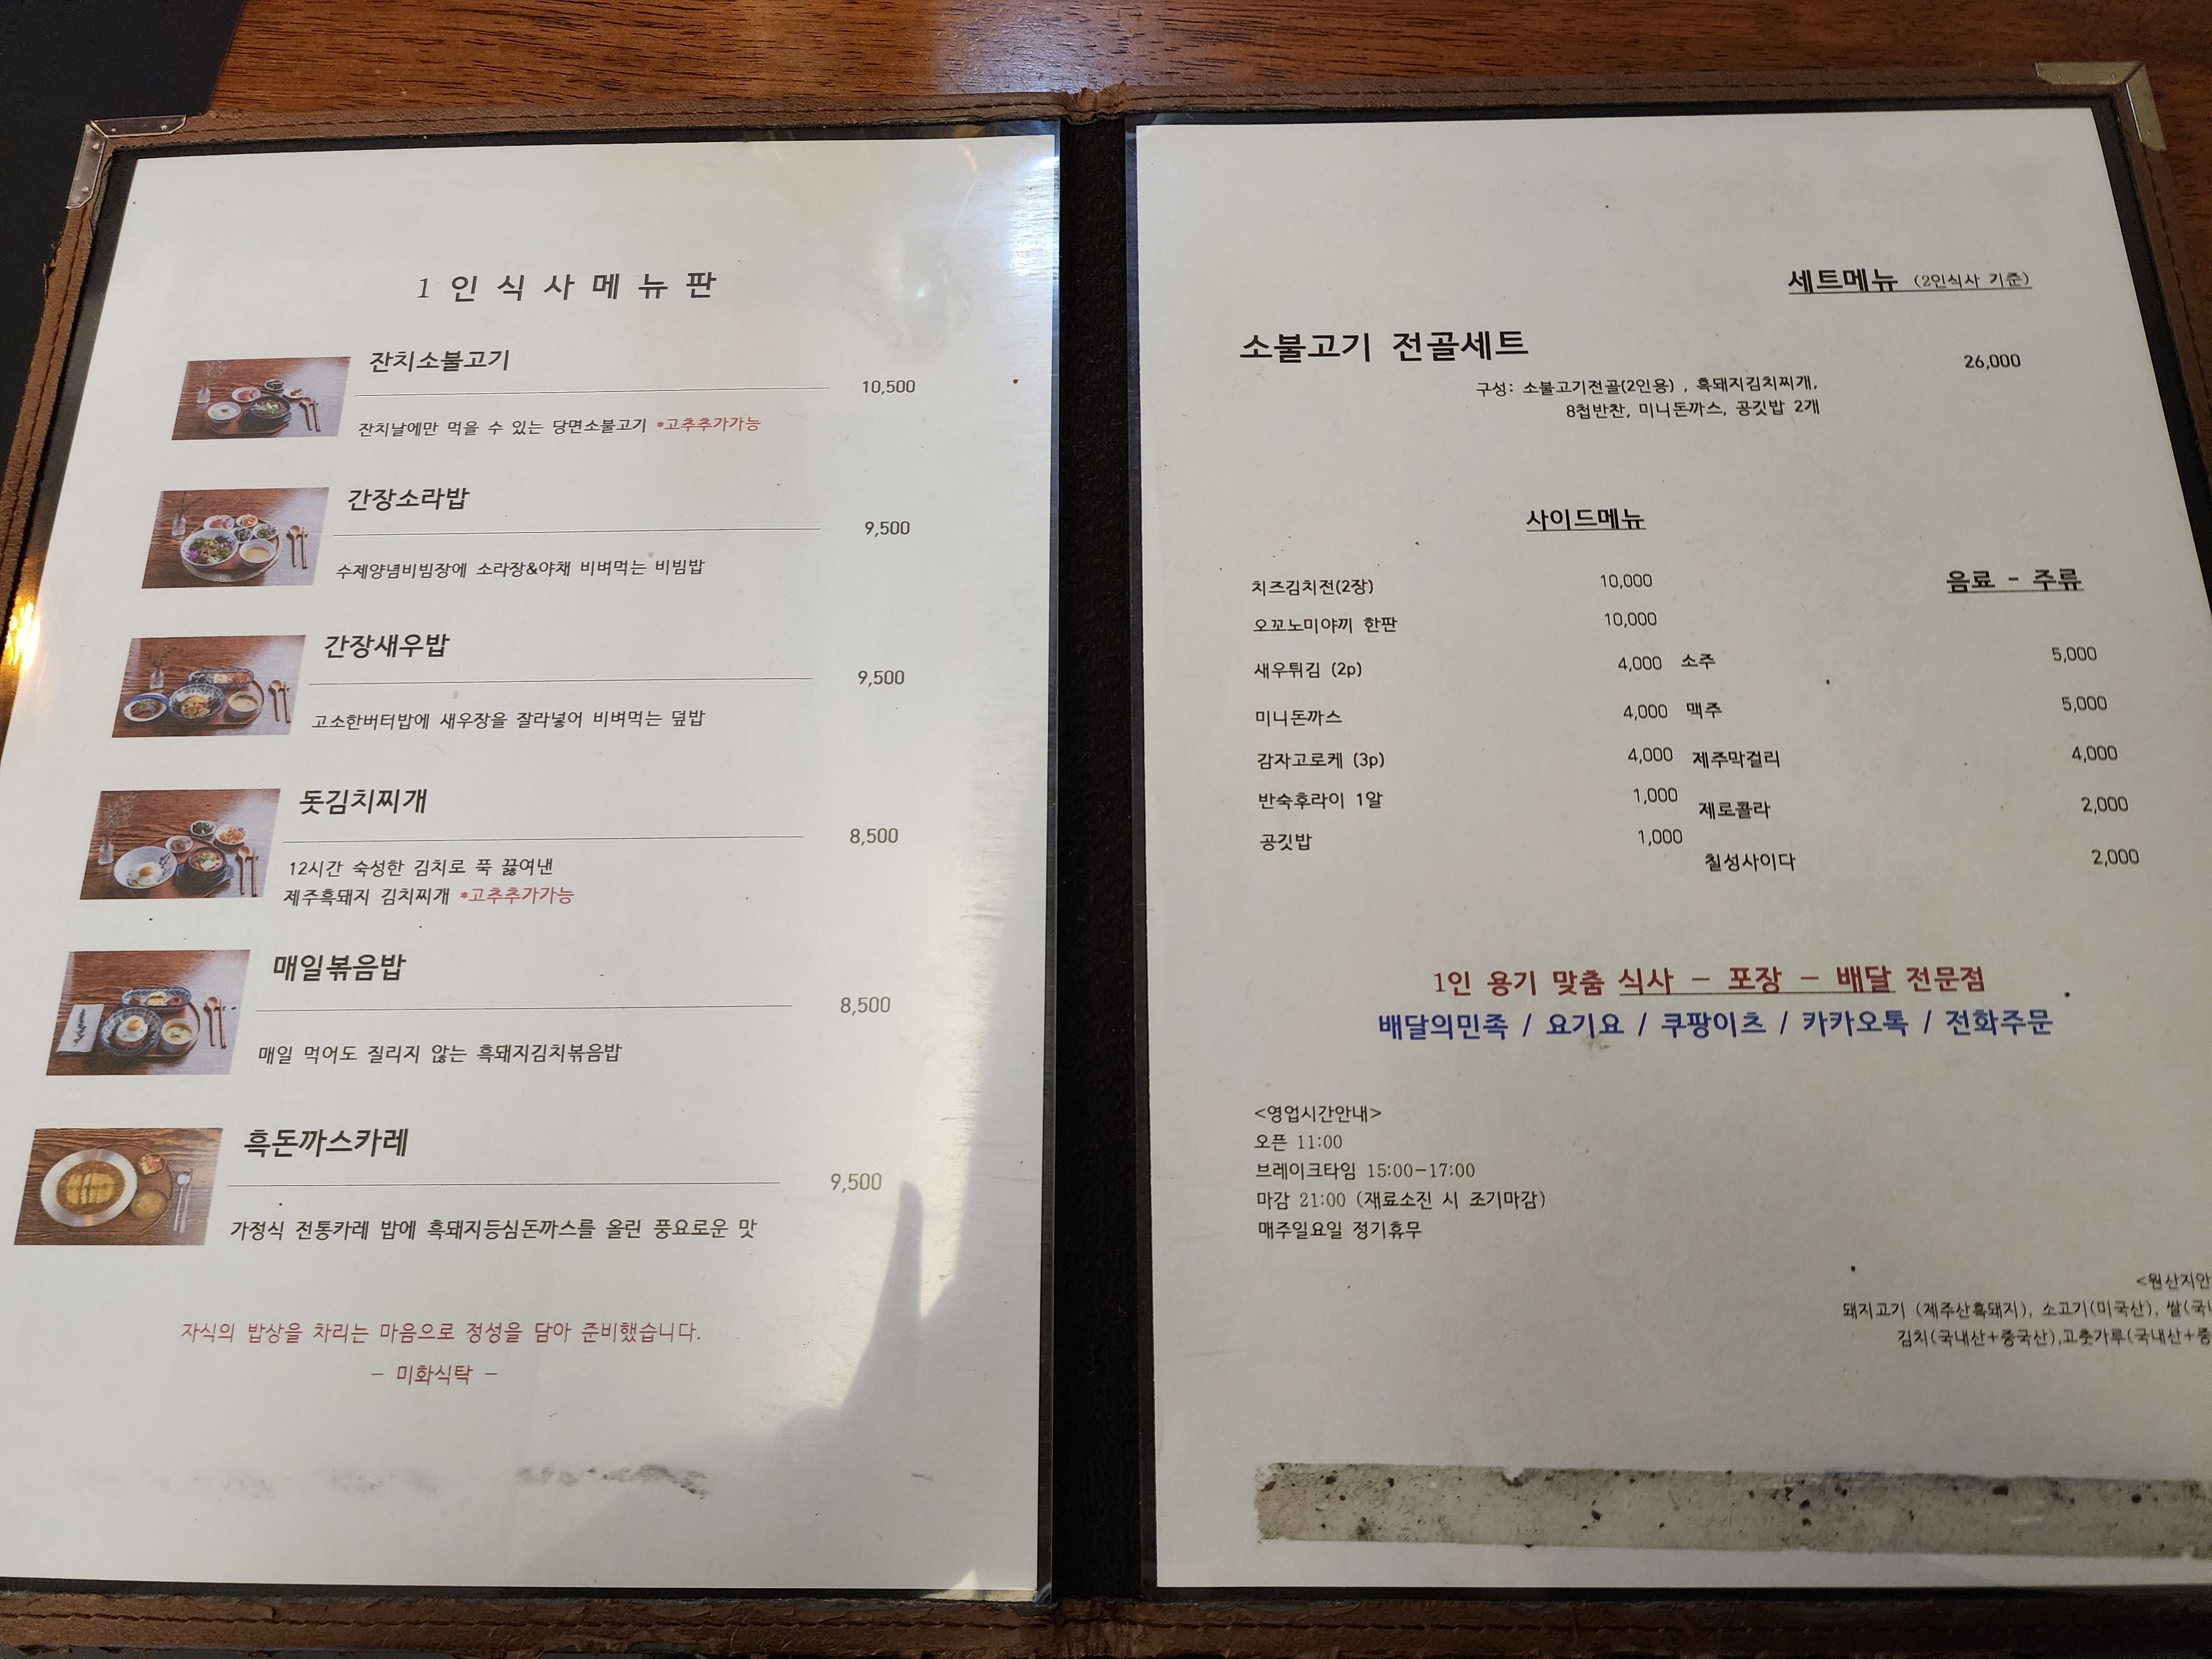 1 인 식 사 메 뉴 판
잔치소불고기
10,500
잔치날에만 먹을 수 있는 당면소불고기 *고추추가가능
간장소라밥
9,500
수제양념비빔장에 소라장&야채 비벼먹는 비빔밥
간장새우밥
9,500
고소한버터밥에 새우장을 잘라넣어 비벼먹는 덮밥
돗김치찌개
8,500
12시간 숙성한 김치로 푹 끓여낸
제주흑돼지 김치찌개 *고추추가가능
매일볶음밥
8,500
매일 먹어도 질리지 않는 흑돼지김치볶음밥
흑돈까스카레
9,500
가정식 전통카레 밥에 흑돼지등심돈까스를 올린 풍요로운 맛
자식의 밥상을 차리는 마음으로 정성을 담아 준비했습니다.
- 미화식탁 -
세트메뉴 (2인식사 기준)
소불고기 전골세트
26,000
구성: 소불고기전골(2인용) , 흑돼지김치찌개,
8첩반찬, 미니돈까스, 공깃밥 2개
사이드메뉴
치즈김치전(2장) 10,000
오꼬노미야끼 한판 10,000
새우튀김 (2p) 4,000
미니돈까스 4,000
감자고로케 (3p) 4,000
반숙후라이 1알 1,000
공깃밥 1,000
음료 - 주류
소주 5,000
맥주 5,000
제주막걸리 4,000
제로콜라 2,000
칠성사이다 2,000
1인 용기 맞춤 식사 - 포장 - 배달 전문점
배달의민족 / 요기요 / 쿠팡이츠 / 카카오톡 / 전화주문
<영업시간안내>
오픈 11:00
브레이크타임 15:00-17:00
마감 21:00 (재료소진 시 조기마감)
매주일요일 정기휴무
<원산지안
돼지고기 (제주산흑돼지), 소고기(미국산), 쌀(국
김치(국내산+중국산),고춧가루(국내산+중